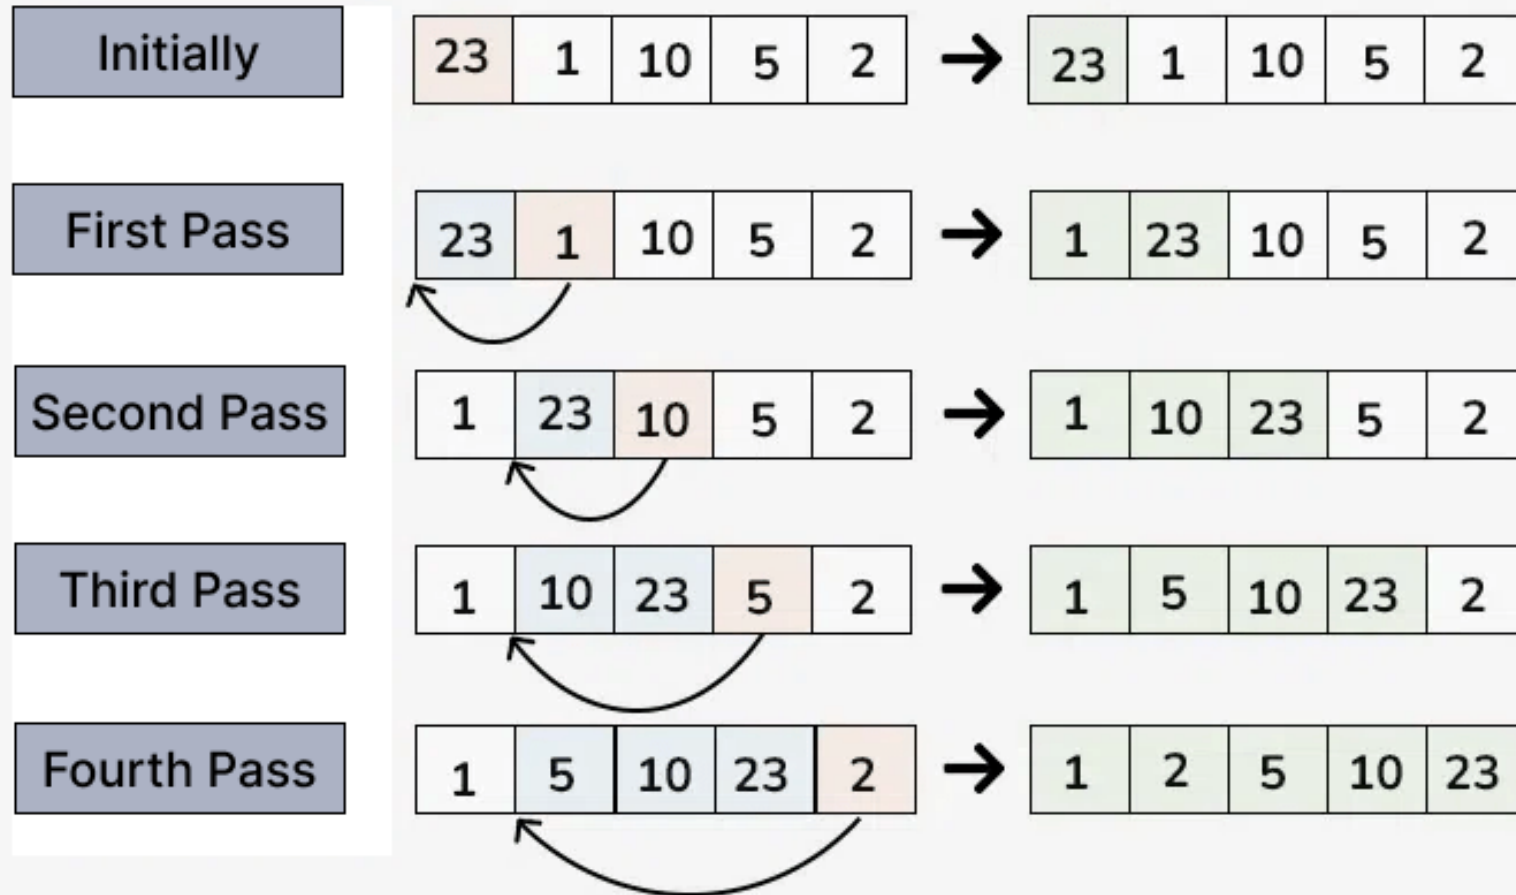 Initially 23 1 10 5 2 → 23 1 10 5 2
First Pass 23 1 10 5 2 → 1 23 10 5 2
Second Pass 1 23 10 5 2 → 1 10 23 5 2
Third Pass 1 10 23 5 2 → 1 5 10 23 2
Fourth Pass 1 5 10 23 2 → 1 2 5 10 23